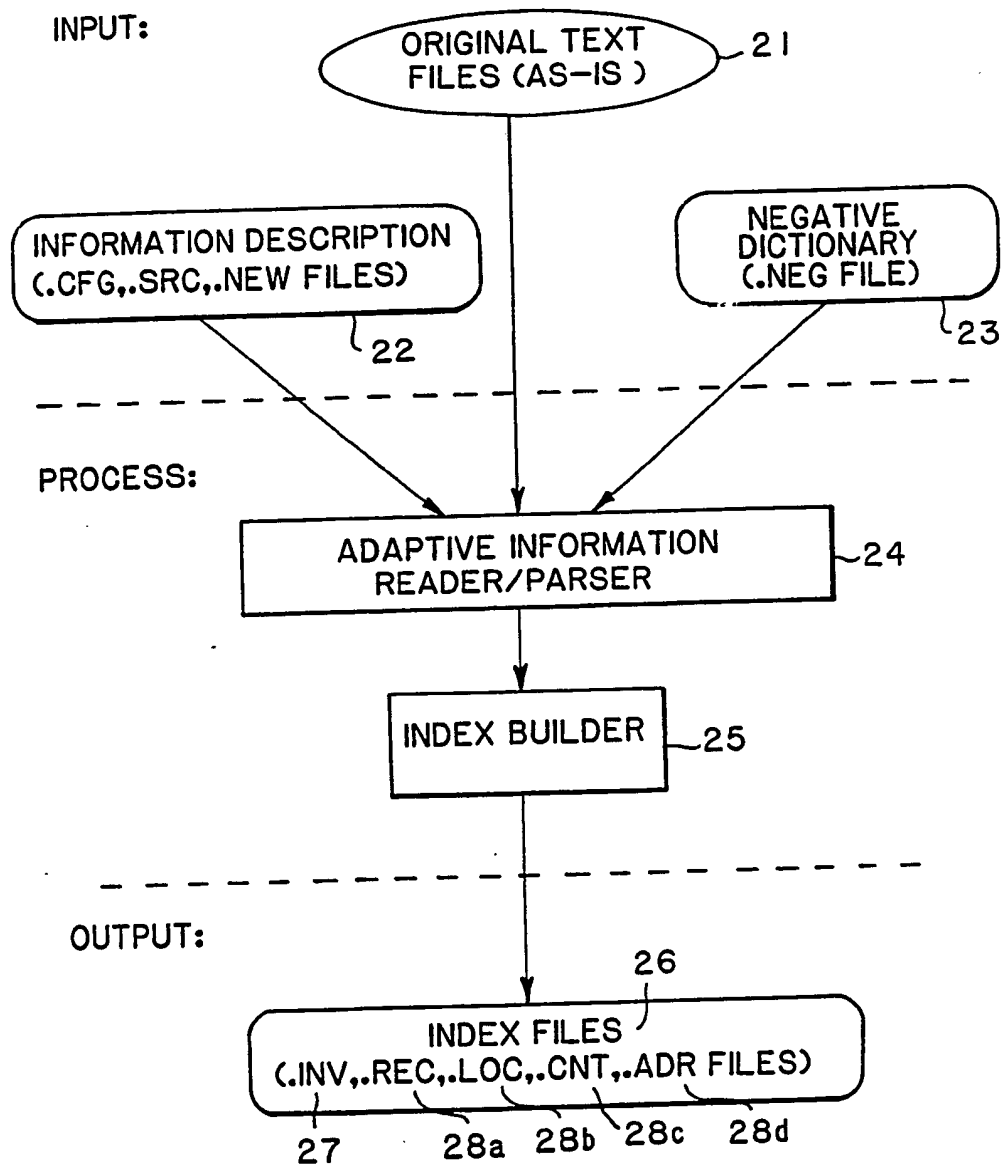 INPUT:
ORIGINAL TEXT
FILES (AS-IS)
21
INFORMATION DESCRIPTION
(.CFG,.SRC,.NEW FILES)
22
NEGATIVE
DICTIONARY
(.NEG FILE)
23
PROCESS:
ADAPTIVE INFORMATION
READER/PARSER
24
INDEX BUILDER
25
OUTPUT:
26
INDEX FILES
(.INV,.REC,.LOC,.CNT,.ADR FILES)
27 28a 28b 28c 28d